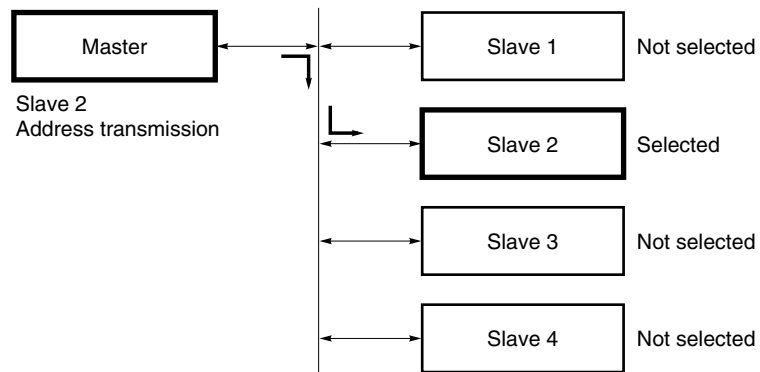 Master
Slave 2
Address transmission
Slave 1 Not selected
Slave 2 Selected
Slave 3 Not selected
Slave 4 Not selected